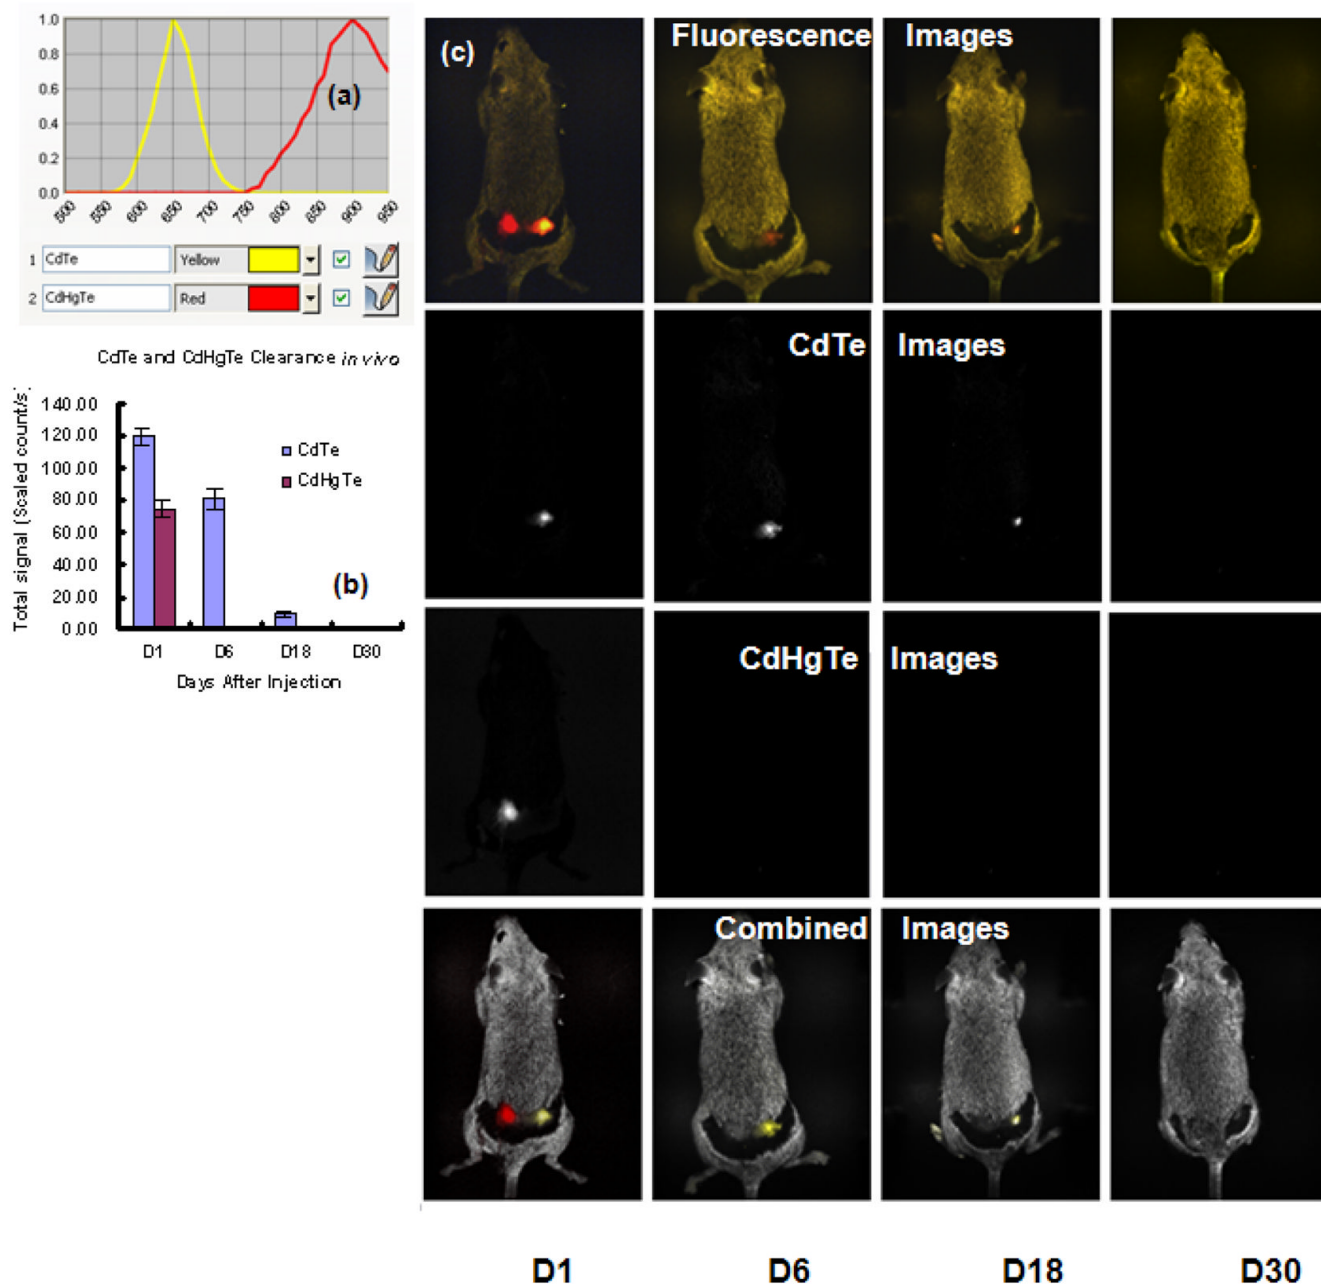 1.0
0.8
0.6
0.4
0.2
0.0
500 550 600 650 700 750 800 850 900 950
(a)
1 CdTe Yellow
2 CdHgTe Red
CdTe and CdHgTe Clearance in vivo
Total signal (Scaled count/s)
140.00
120.00
100.00
80.00
60.00
40.00
20.00
0.00
CdTe
CdHgTe
(b)
D1 D6 D18 D30
Days After Injection
(c)
Fluorescence Images
CdTe Images
CdHgTe Images
Combined Images
D1 D6 D18 D30